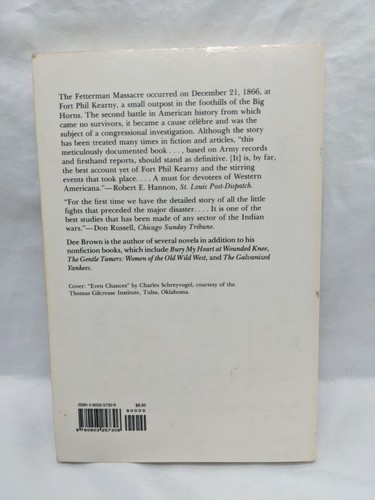 The Fetterman Massacre occurred on December 21, 1866, at
Fort Phil Kearny, a small outpost in the foothills of the Big
Horns. The second battle in American history from which
came no survivors, it became a cause célèbre and was the
subject of a congressional investigation. Although the story
has been treated many times in fiction and articles, "this
meticulously documented book . . . , based on Army records
and firsthand reports, should stand as definitive. [It] is, by far,
the best account yet of Fort Phil Kearny and the stirring
events that took place. . . . A must for devotees of Western
Americana."—Robert E. Hannon, St. Louis Post-Dispatch.
"For the first time we have the detailed story of all the little
fights that preceded the major disaster. . . . It is one of the
best studies that has been made of any sector of the Indian
wars."—Don Russell, Chicago Sunday Tribune.
Dee Brown is the author of several novels in addition to his
nonfiction books, which include Bury My Heart at Wounded Knee,
The Gentle Tamers: Women of the Old Wild West, and The Galvanized
Yankees.
Cover: "Even Chances" by Charles Schreyvogel, courtesy of the
Thomas Gilcrease Institute, Tulsa, Oklahoma.
ISBN 0-8032-5730-9
90000
9 780803 257306